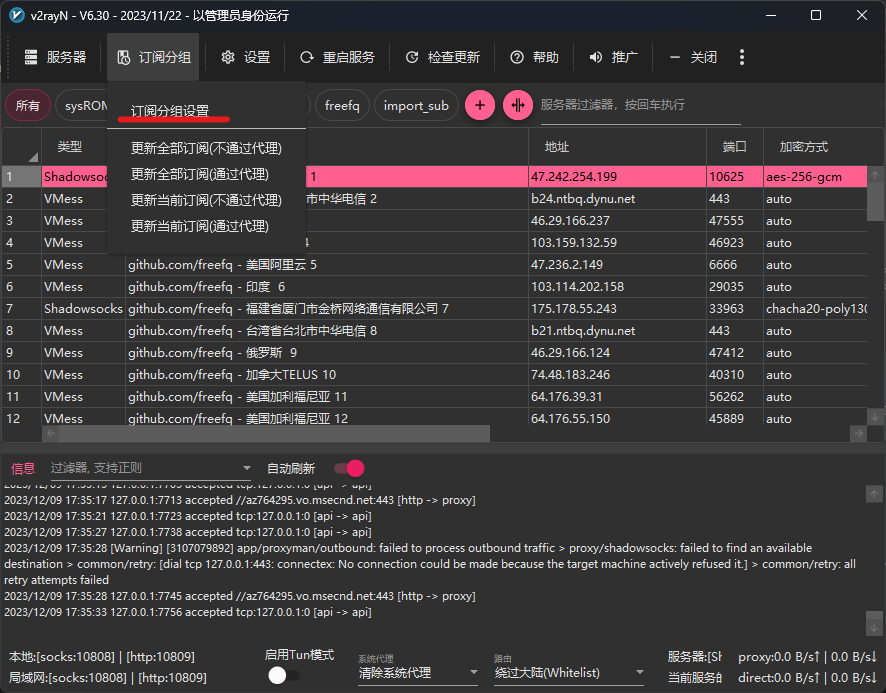 v2rayN - V6.30 - 2023/11/22 - 以管理员身份运行
服务器 订阅分组 设置 重启服务 检查更新 帮助 推广 关闭
所有 sysROM freefq import_sub 服务器过滤器，按回车执行
订阅分组设置
更新全部订阅(不通过代理)
更新全部订阅(通过代理)
更新当前订阅(不通过代理)
更新当前订阅(通过代理)
类型 地址 端口 加密方式
1 Shadowsoc 1 47.242.254.199 10625 aes-256-gcm
2 VMess 市中华电信 2 b24.ntbq.dynu.net 443 auto
3 VMess 46.29.166.237 47555 auto
4 VMess 4 103.159.132.59 46923 auto
5 VMess github.com/freefq - 美国阿里云 5 47.236.2.149 6666 auto
6 VMess github.com/freefq - 印度 6 103.114.202.158 29035 auto
7 Shadowsocks github.com/freefq - 福建省厦门市金桥网络通信有限公司 7 175.178.55.243 33963 chacha20-poly130
8 VMess github.com/freefq - 台湾省台北市中华电信 8 b21.ntbq.dynu.net 443 auto
9 VMess github.com/freefq - 俄罗斯 9 46.29.166.124 47412 auto
10 VMess github.com/freefq - 加拿大TELUS 10 74.48.183.246 40310 auto
11 VMess github.com/freefq - 美国加利福尼亚 11 64.176.39.31 56262 auto
12 VMess github.com/freefq - 美国加利福尼亚 12 64.176.55.150 45889 auto
信息 过滤器, 支持正则 自动刷新
2023/12/09 17:35:17 127.0.0.1:7713 accepted //az764295.vo.msecnd.net:443 [http -> proxy]
2023/12/09 17:35:21 127.0.0.1:7723 accepted tcp:127.0.0.1:0 [api -> api]
2023/12/09 17:35:27 127.0.0.1:7738 accepted tcp:127.0.0.1:0 [api -> api]
2023/12/09 17:35:28 [Warning] [3107079892] app/proxyman/outbound: failed to process outbound traffic > proxy/shadowsocks: failed to find an available
destination > common/retry: [dial tcp 127.0.0.1:443: connectex: No connection could be made because the target machine actively refused it.] > common/retry: all
retry attempts failed
2023/12/09 17:35:28 127.0.0.1:7745 accepted //az764295.vo.msecnd.net:443 [http -> proxy]
2023/12/09 17:35:33 127.0.0.1:7756 accepted tcp:127.0.0.1:0 [api -> api]
本地:[socks:10808] | [http:10809] 启用Tun模式 系统代理 路由 服务器:[Sh proxy:0.0 B/s↑ | 0.0 B/s↓
局域网:[socks:10808] | [http:10809] 清除系统代理 绕过大陆(Whitelist) 当前服务的 direct:0.0 B/s↑ | 0.0 B/s↓